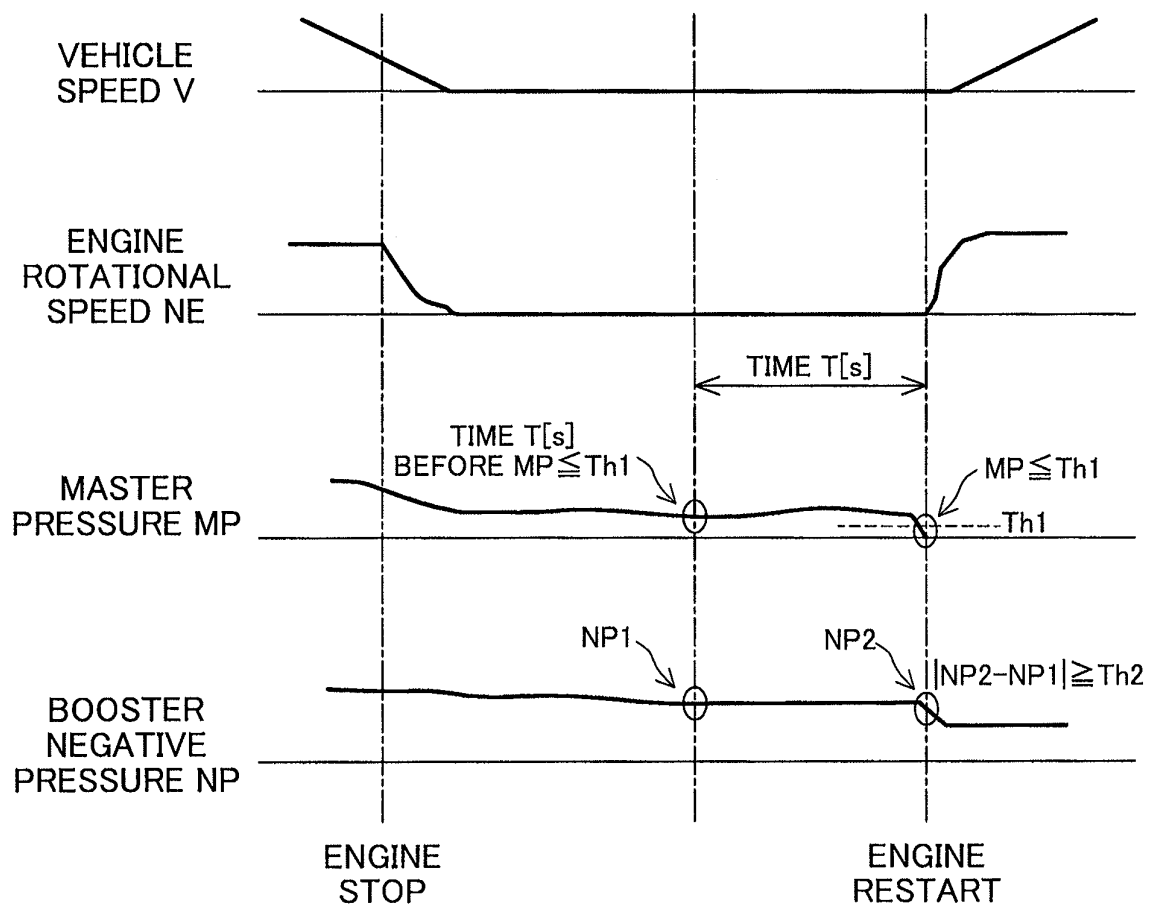 VEHICLE
SPEED V
ENGINE
ROTATIONAL
SPEED NE
TIME T[s]
TIME T[s]
BEFORE MP≦Th1
MP≦Th1
MASTER
PRESSURE MP
Th1
NP1
NP2
|NP2-NP1|≧Th2
BOOSTER
NEGATIVE
PRESSURE NP
ENGINE
STOP
ENGINE
RESTART